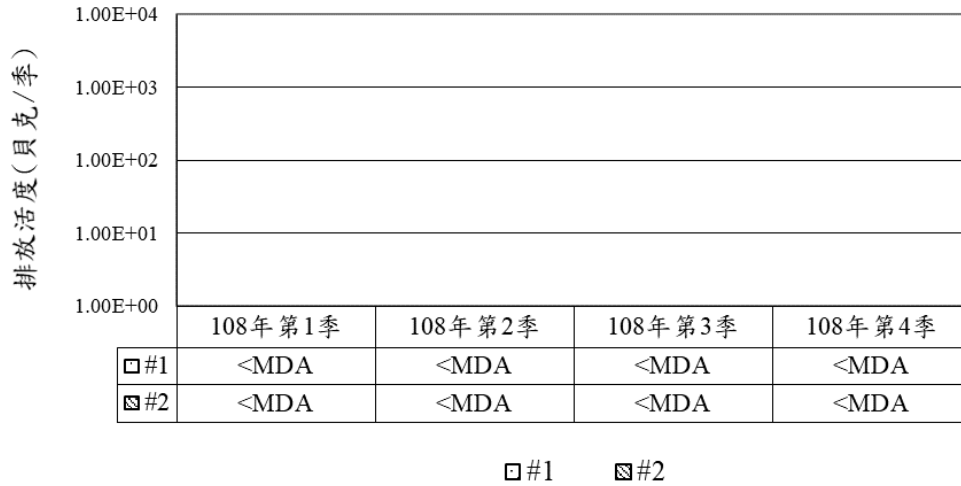 排放活度(貝克/季)
1.00E+04
1.00E+03
1.00E+02
1.00E+01
1.00E+00
108年第1季 108年第2季 108年第3季 108年第4季
#1 <MDA <MDA <MDA <MDA
#2 <MDA <MDA <MDA <MDA
#1 #2